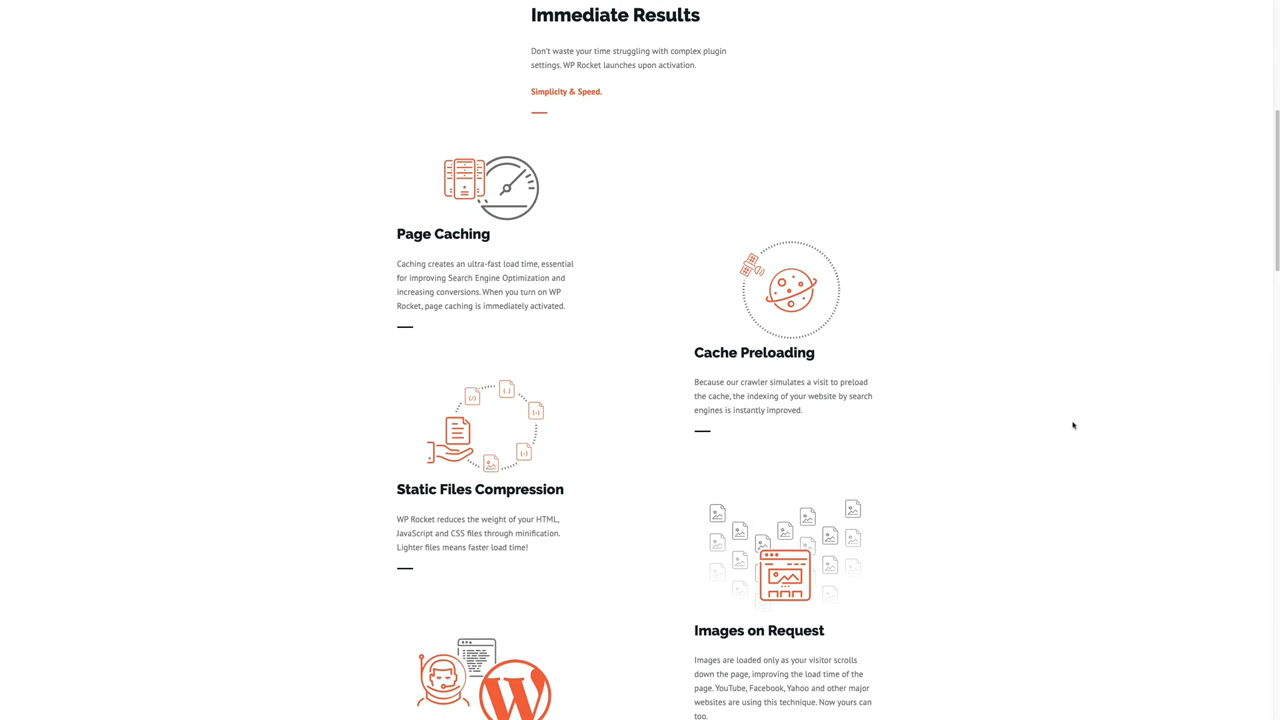 Immediate Results
Don't waste your time struggling with complex plugin
settings. WP Rocket launches upon activation.
Simplicity & Speed.
Page Caching
Caching creates an ultra-fast load time, essential
for improving Search Engine Optimization and
increasing conversions. When you turn on WP
Rocket, page caching is immediately activated.
Cache Preloading
Because our crawler simulates a visit to preload
the cache, the indexing of your website by search
engines is instantly improved.
Static Files Compression
WP Rocket reduces the weight of your HTML,
JavaScript and CSS files through minification.
Lighter files means faster load time!
Images on Request
Images are loaded only as your visitor scrolls
down the page, improving the load time of the
page. YouTube, Facebook, Yahoo and other major
websites are using this technique. Now yours can
too.